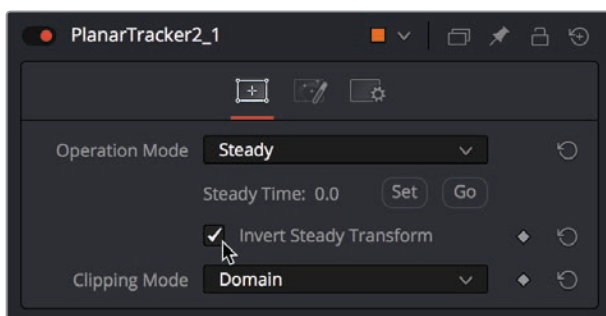 PlanarTracker2_1
Operation Mode Steady
Steady Time: 0.0 Set Go
Invert Steady Transform
Clipping Mode Domain